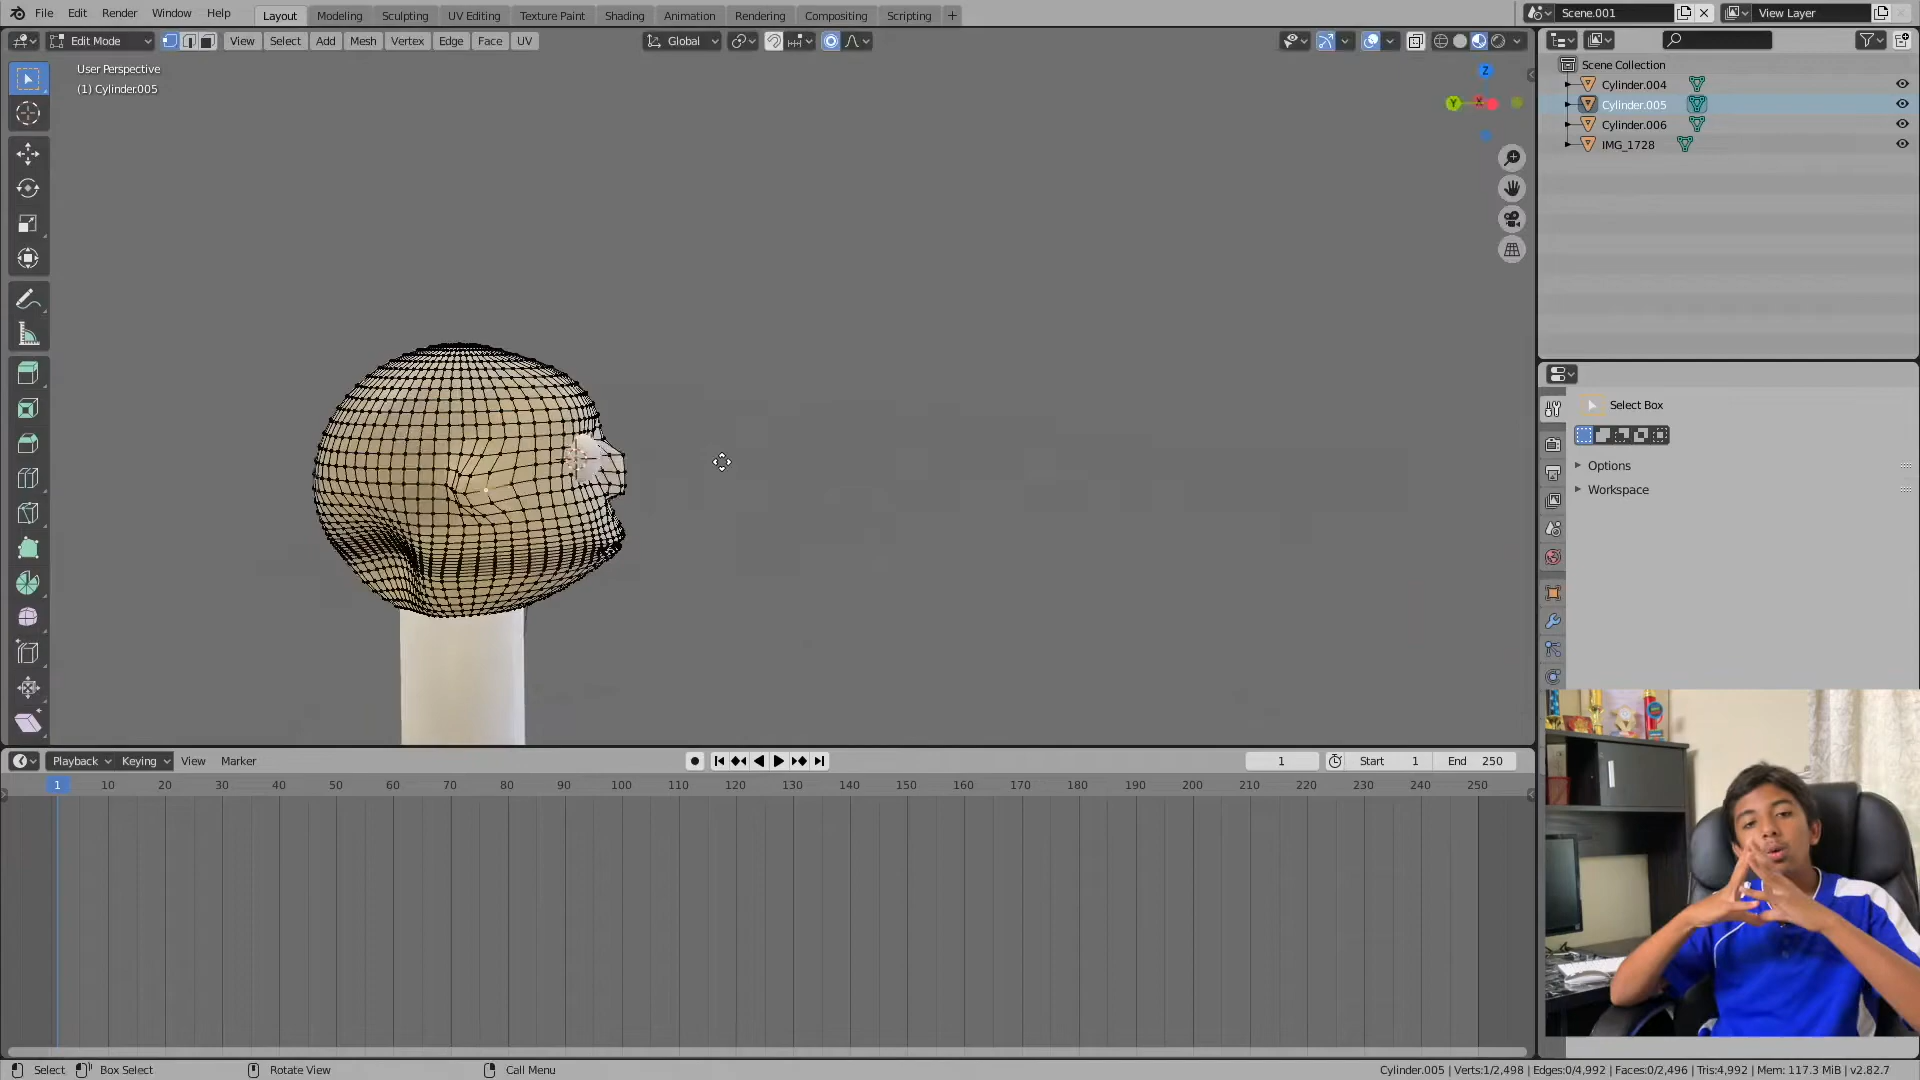 File Edit Render Window Help Layout Modeling Sculpting UV Editing Texture Paint Shading Animation Rendering Compositing Scripting + Scene.001 View Layer
Edit Mode View Select Add Mesh Vertex Edge Face UV Global
User Perspective
(1) Cylinder.005
Z
Y X
Scene Collection
Cylinder.004
Cylinder.005
Cylinder.006
IMG_1728
Select Box
Options
Workspace
Playback Keying View Marker 1 Start 1 End 250
1 10 20 30 40 50 60 70 80 90 100 110 120 130 140 150 160 170 180 190 200 210 220 230 240 250
Select Box Select Rotate View Call Menu Cylinder.005 | Verts:1/2,498 | Edges:0/4,992 | Faces:0/2,496 | Tris:4,992 | Mem: 117.3 MiB | v2.82.7